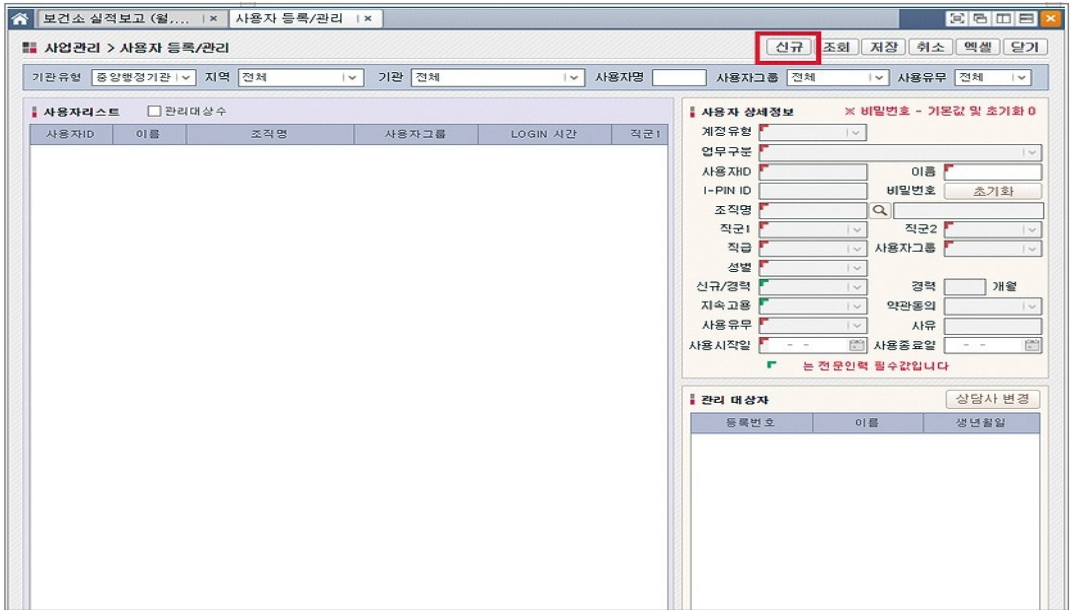 보건소 실적보고 (월,... 사용자 등록/관리
사업관리 > 사용자 등록/관리 신규 조회 저장 취소 엑셀 닫기
기관유형 중앙행정기관 지역 전체 기관 전체 사용자명 사용자그룹 전체 사용유무 전체
사용자리스트 관리대상수
사용자ID 이름 조직명 사용자그룹 LOGIN 시간 직군1
사용자 상세정보 ※ 비밀번호 - 기본값 및 초기화 0
계정유형
업무구분
사용자ID 이름
I-PIN ID 비밀번호 초기화
조직명
직군1 직군2
직급 사용자그룹
성별
신규/경력 경력 개월
지속고용 약관동의
사용유무 사유
사용시작일 - - 사용종료일 - -
는 전문인력 필수값입니다
관리 대상자 상담사 변경
등록번호 이름 생년월일